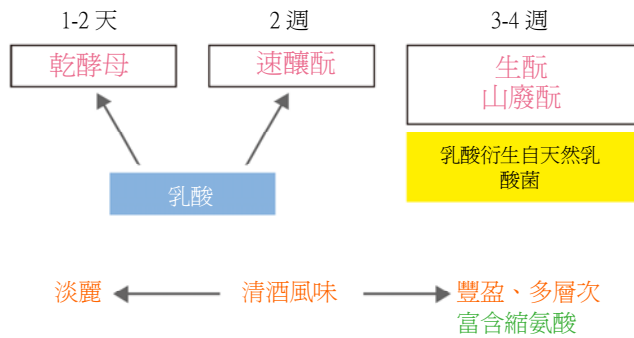 1-2 天
2 週
3-4 週
乾酵母
速釀酛
生酛
山廢酛
乳酸衍生自天然乳
酸菌
乳酸
淡麗
清酒風味
豐盈、多層次
富含縮氨酸